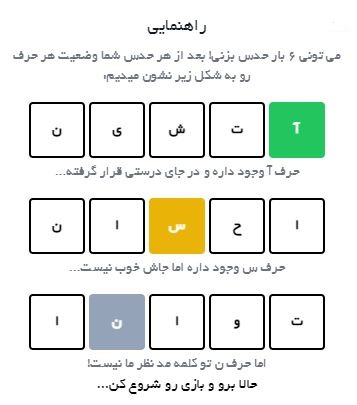 راهنمایی
می تونی ۶ بار حدس بزنی! بعد از هر حدس شما وضعیت هر حرف
رو به شکل زیر نشون میدیم:
آ ت ش ی ن
حرف آ وجود داره و در جای درستی قرار گرفته...
ا ح س ا ن
حرف س وجود داره اما جاش خوب نیست...
ت و ا ن ا
اما حرف ن تو کلمه مد نظر ما نیست!
حالا برو و بازی رو شروع کن...